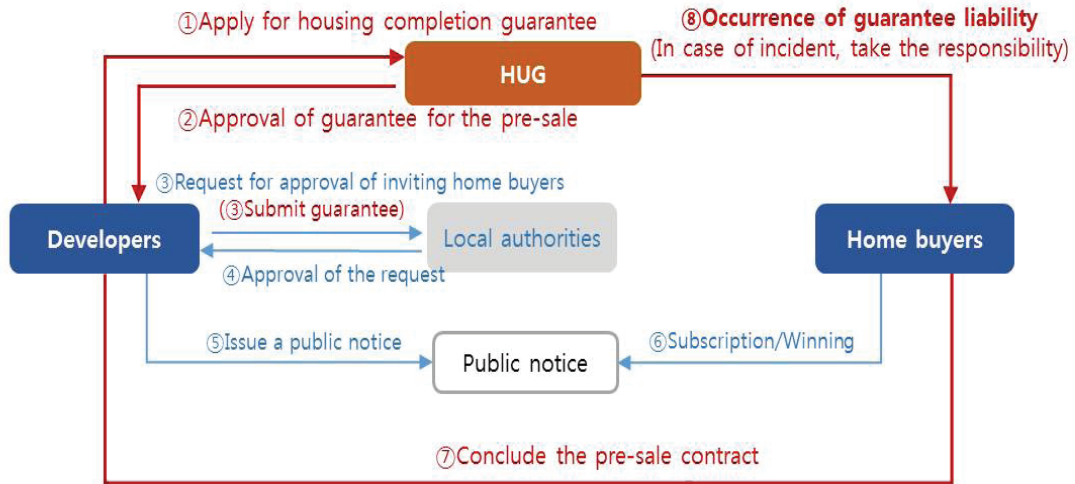 ①Apply for housing completion guarantee
⑧Occurrence of guarantee liability
(In case of incident, take the responsibility)
HUG
②Approval of guarantee for the pre-sale
③Request for approval of inviting home buyers
(③Submit guarantee)
Developers
Local authorities
Home buyers
④Approval of the request
⑤Issue a public notice
⑥Subscription/Winning
Public notice
⑦Conclude the pre-sale contract